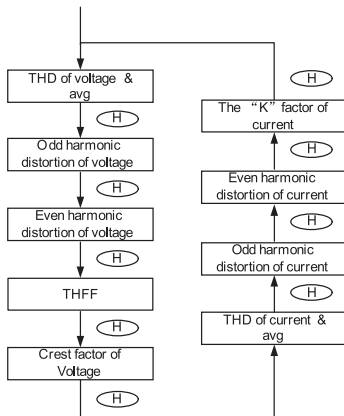 THD of voltage &
avg
H
Odd harmonic
distortion of voltage
H
Even harmonic
distortion of voltage
H
THFF
H
Crest factor of
Voltage
H
H
The “K” factor of
current
H
Even harmonic
distortion of current
H
Odd harmonic
distortion of current
H
THD of current &
avg